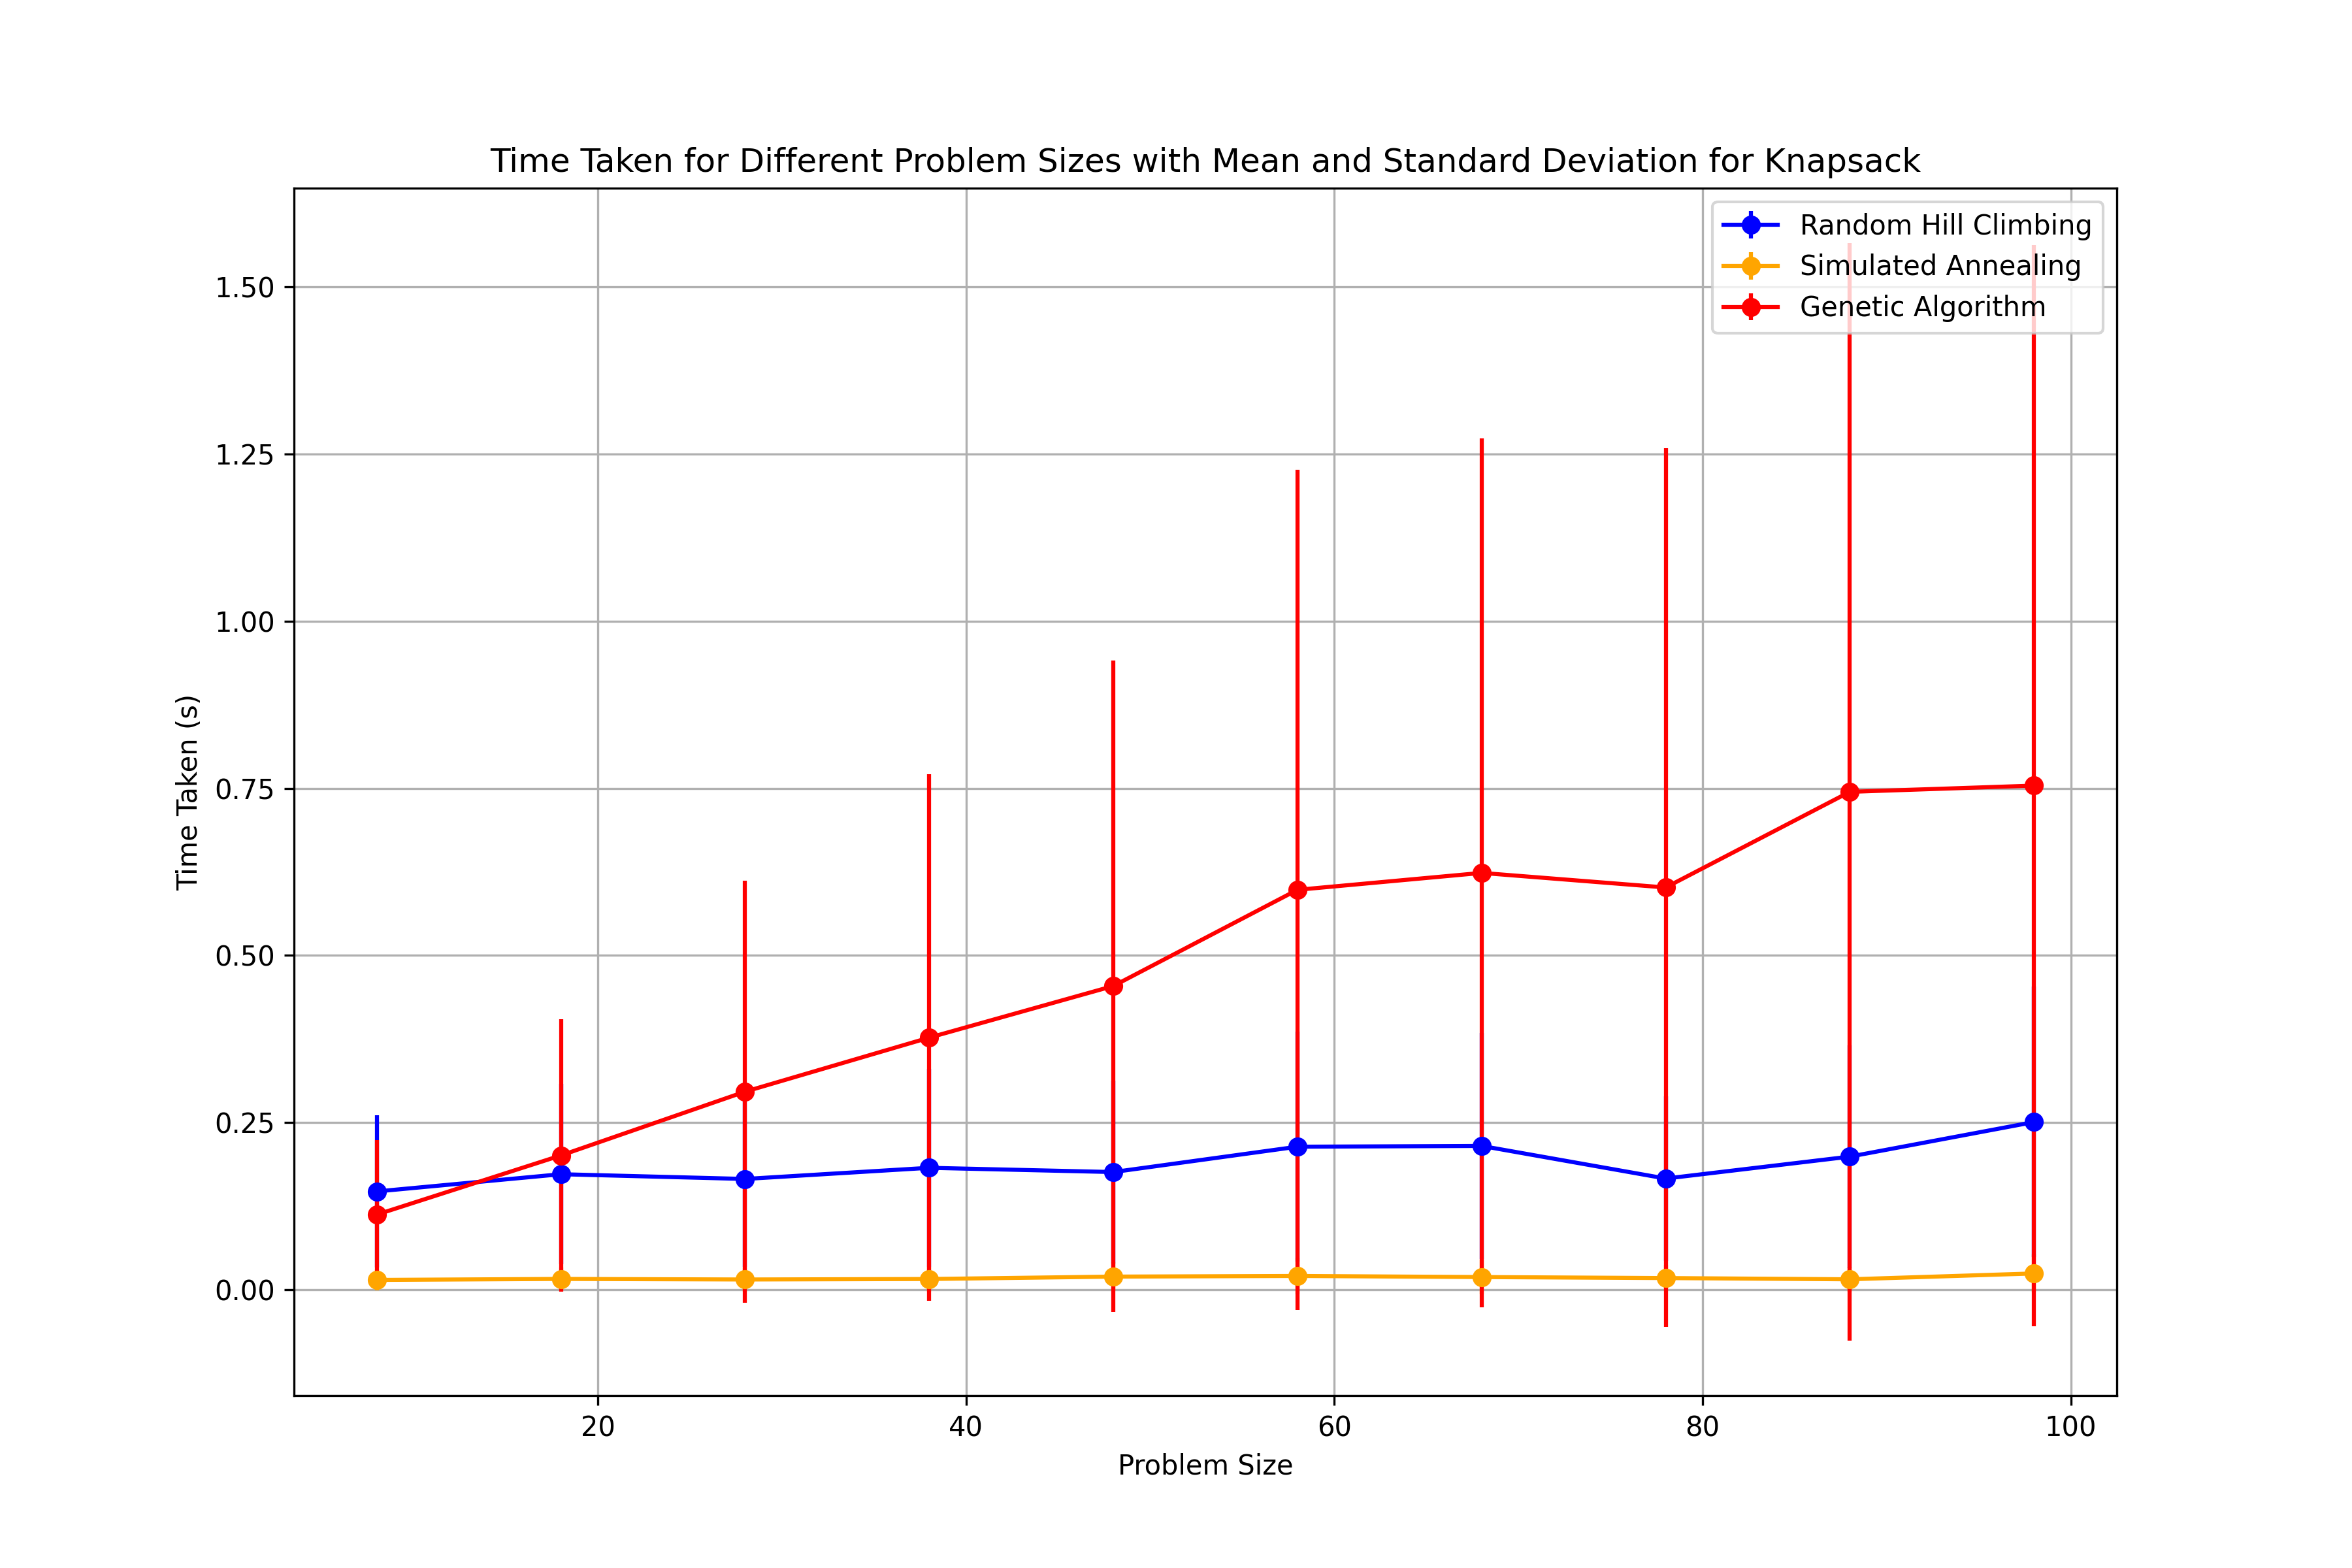 Time Taken for Different Problem Sizes with Mean and Standard Deviation for Knapsack
Random Hill Climbing
Simulated Annealing
Genetic Algorithm
1.50
1.25
1.00
0.75
0.50
0.25
0.00
Time Taken (s)
20 40 60 80 100
Problem Size